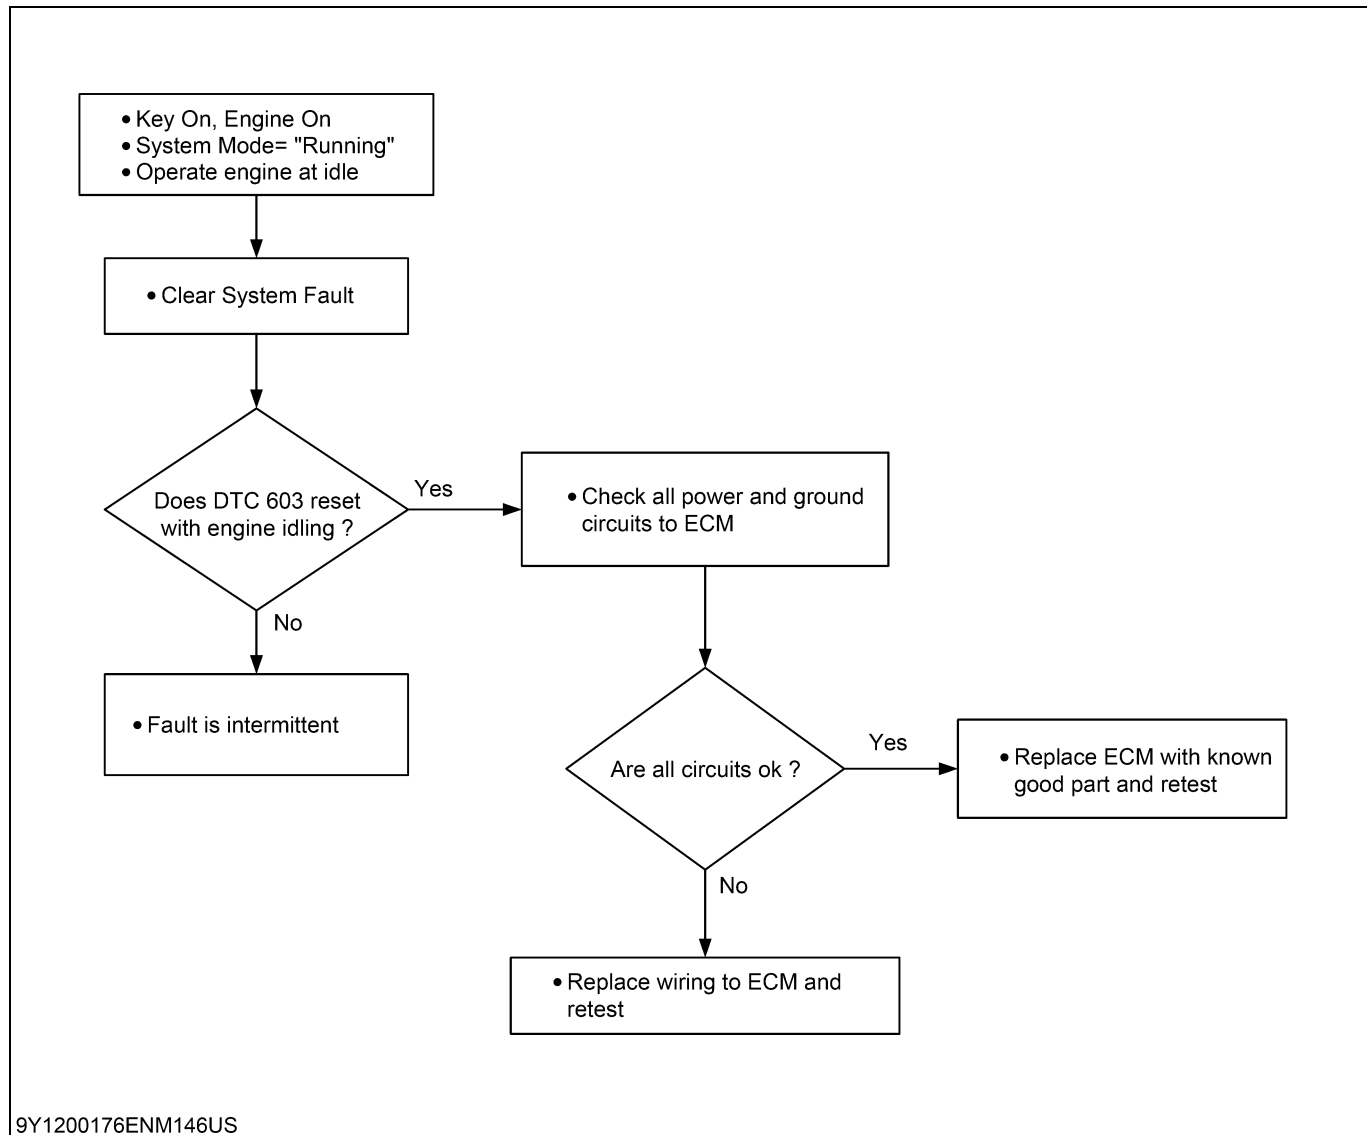 • Key On, Engine On
• System Mode= "Running"
• Operate engine at idle
• Clear System Fault
Does DTC 603 reset
with engine idling ?
Yes
• Check all power and ground
circuits to ECM
No
• Fault is intermittent
Are all circuits ok ?
Yes
• Replace ECM with known
good part and retest
No
• Replace wiring to ECM and
retest
9Y1200176ENM146US